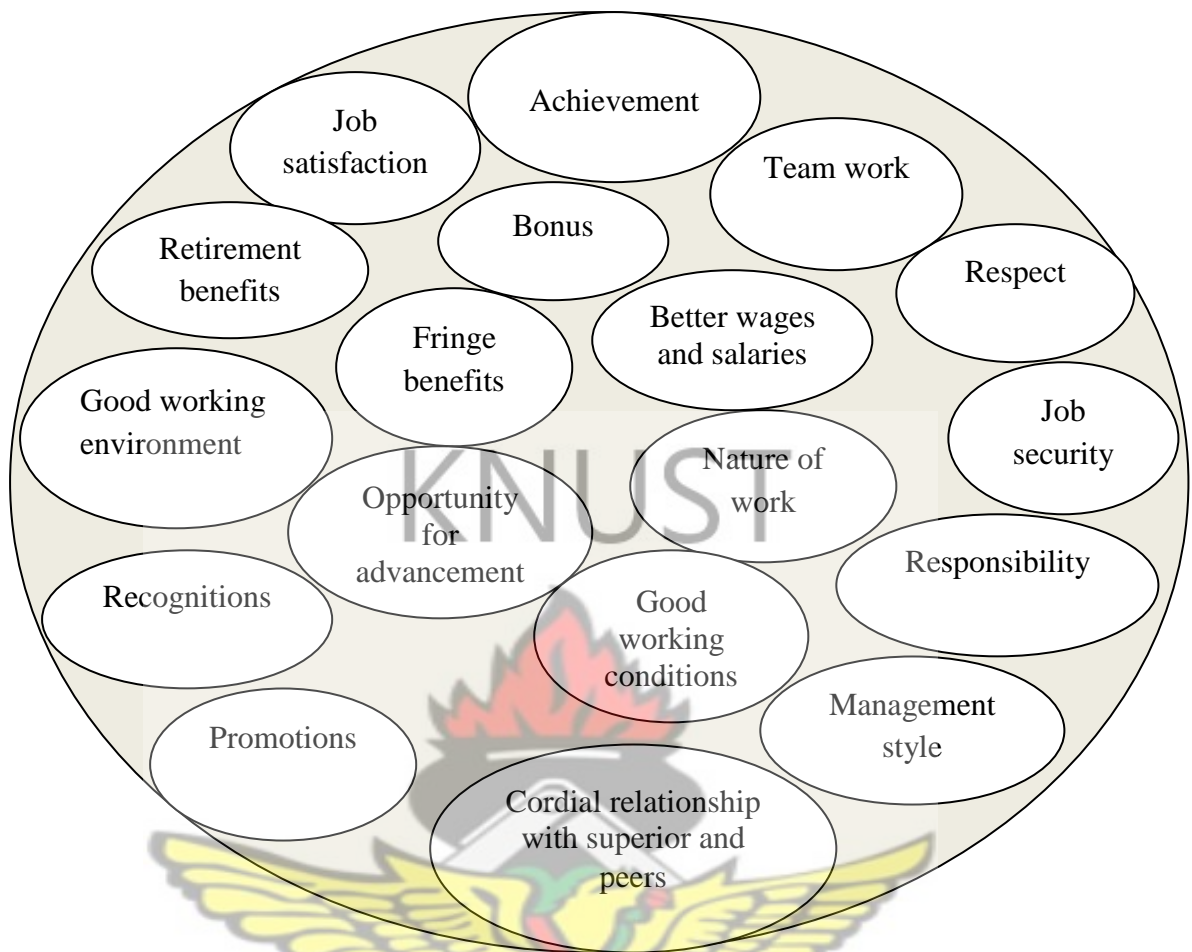 Achievement
Job
satisfaction
Team work
Bonus
Retirement
benefits
Respect
Better wages
and salaries
Fringe
benefits
Good working
environment
Job
security
KNUST
Nature of
work
Opportunity
for
advancement
Responsibility
Recognitions
Good
working
conditions
Management
style
Promotions
Cordial relationship
with superior and
peers